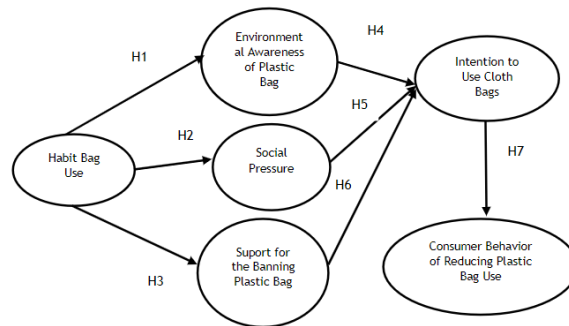 Environment
al Awareness
of Plastic
Bag
H4
H1
Intention to
Use Cloth
Bags
H5
H2
Habit Bag
Use
Social
Pressure
H6
H7
H3
Suport for
the Banning
Plastic Bag
Consumer Behavior
of Reducing Plastic
Bag Use